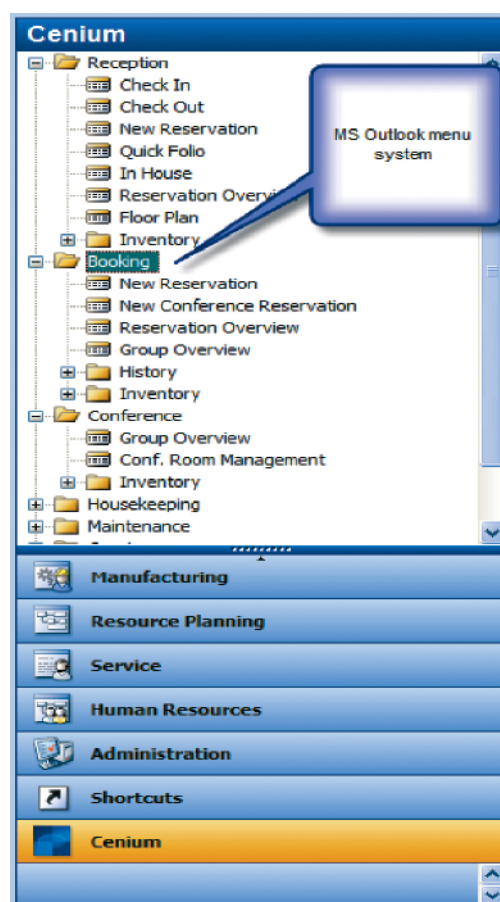 Cenium
Reception
Check In
Check Out
New Reservation
Quick Folio
In House
Reservation
Floor Plan
Inventory
MS Outlook menu
system
Booking
New Reservation
New Conference Reservation
Reservation Overview
Group Overview
History
Inventory
Conference
Group Overview
Conf. Room Management
Inventory
Housekeeping
Maintenance
Manufacturing
Resource Planning
Service
Human Resources
Administration
Shortcuts
Cenium